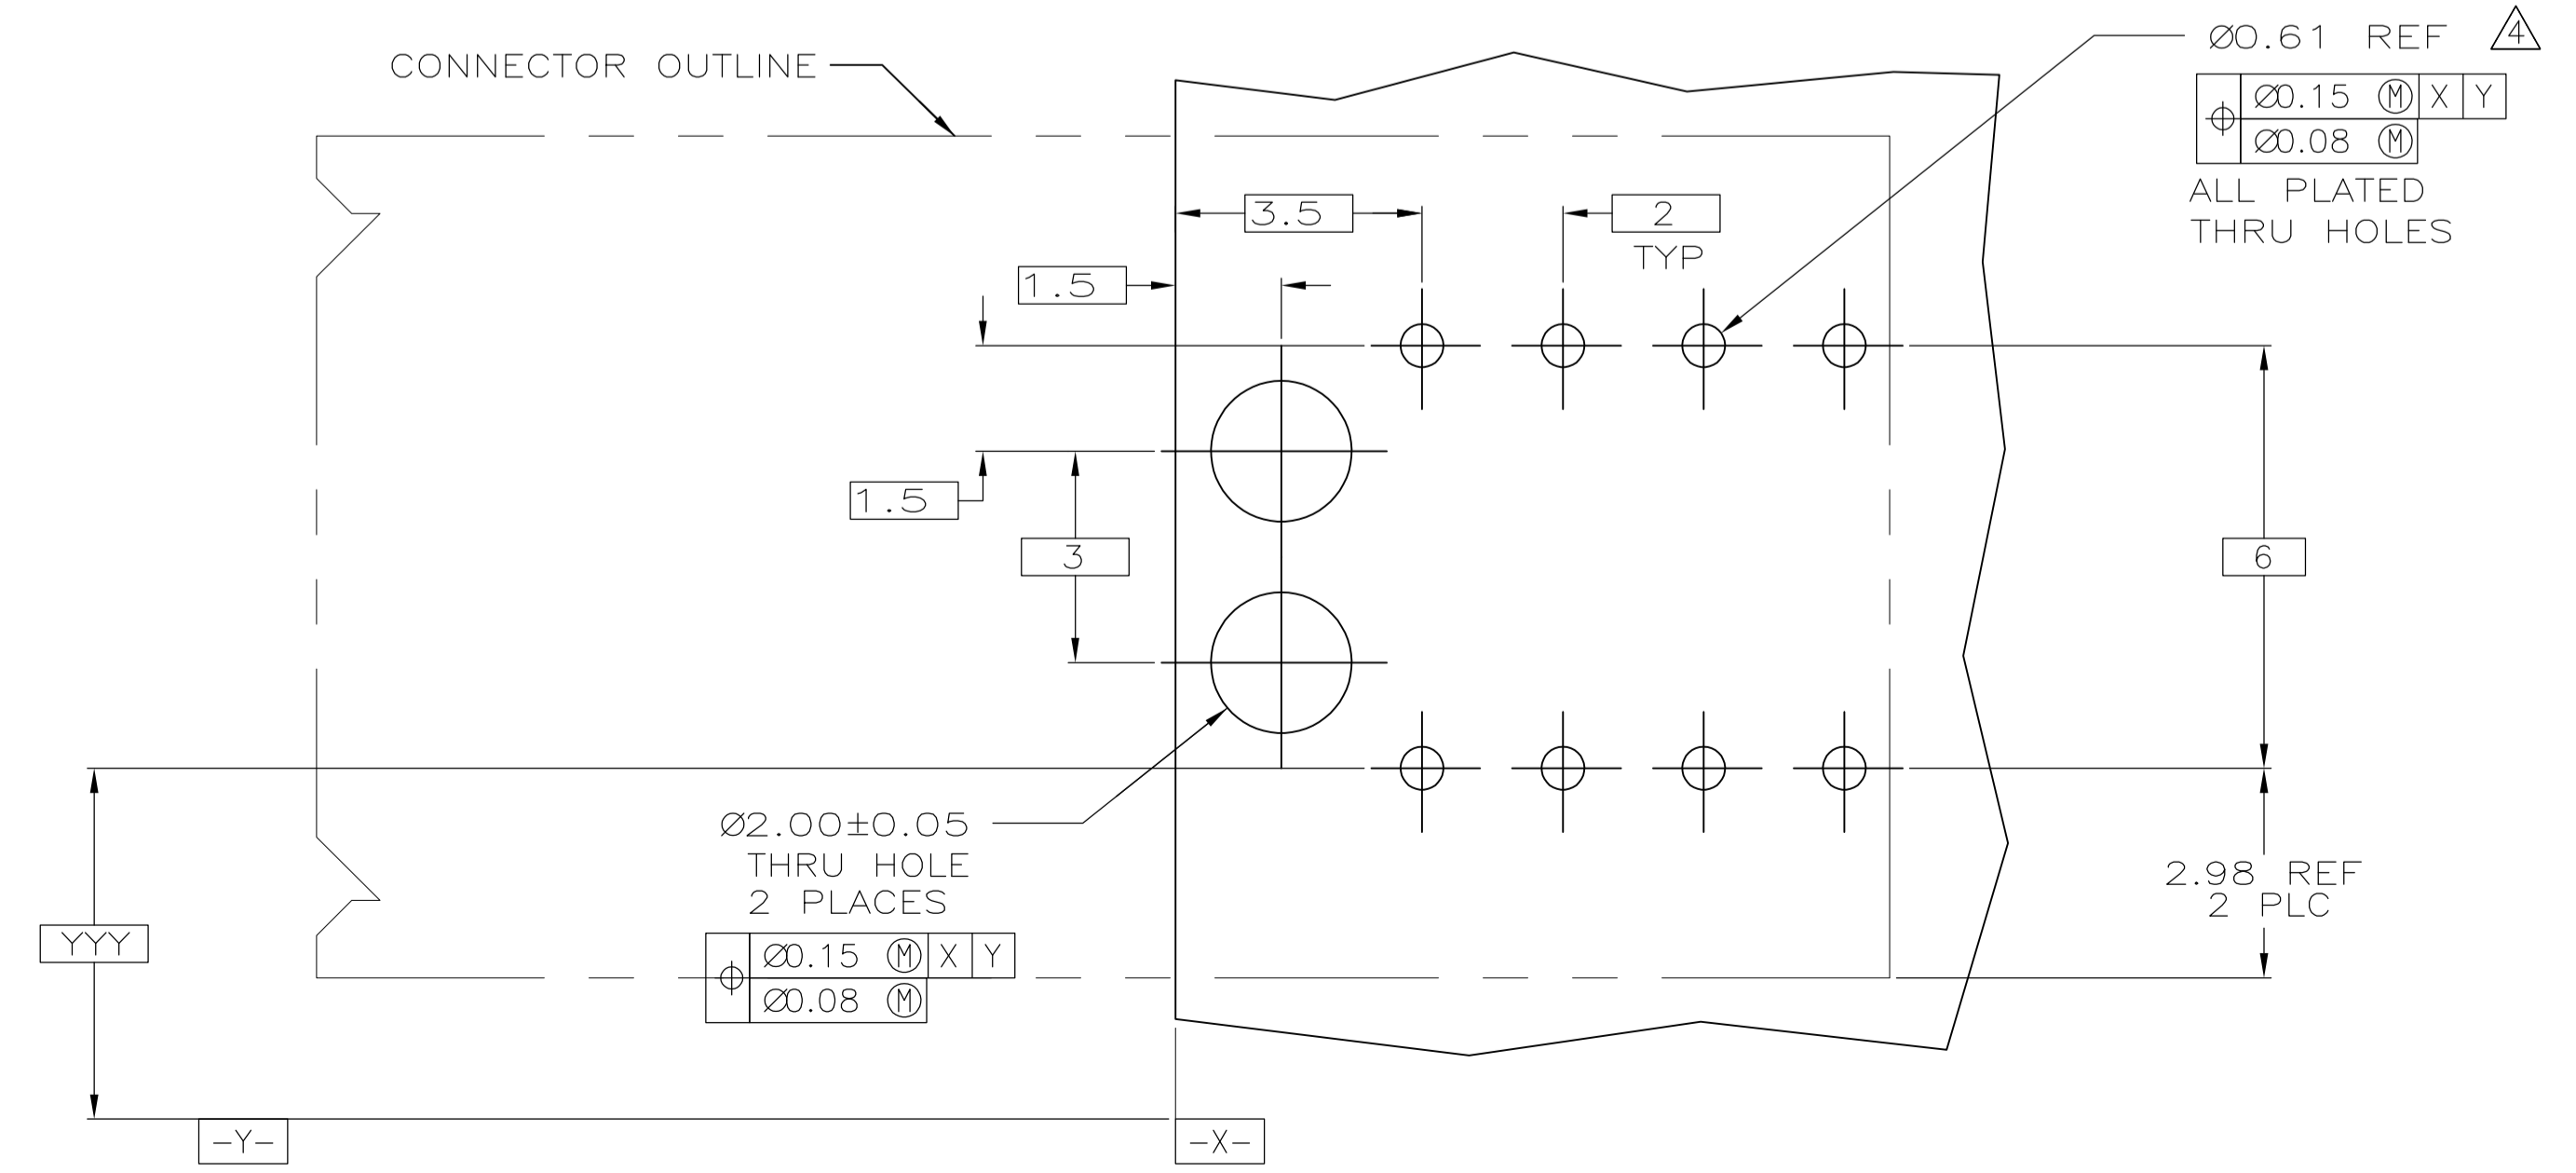 CONNECTOR OUTLINE
Ø0.61 REF 4
⌖ Ø0.15 Ⓜ X Y
Ø0.08 Ⓜ
ALL PLATED
THRU HOLES
3.5
2
TYP
1.5
1.5
3
6
Ø2.00±0.05
THRU HOLE
2 PLACES
⌖ Ø0.15 Ⓜ X Y
Ø0.08 Ⓜ
2.98 REF
2 PLC
YYY
-Y-
-X-